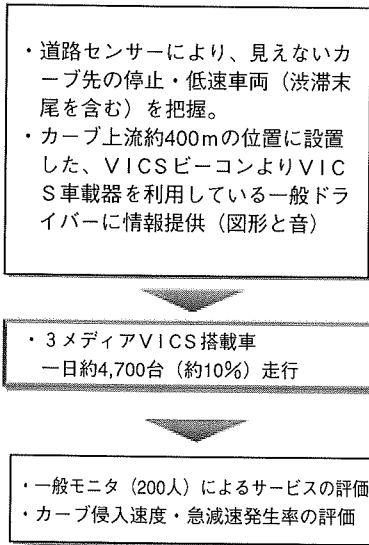 ・道路センサーにより、見えないカ
ーブ先の停止・低速車両（渋滞末
尾を含む）を把握。
・カーブ上流約400mの位置に設置
した、ＶＩＣＳビーコンよりＶＩＣ
Ｓ車載器を利用している一般ドラ
イバーに情報提供（図形と音）
・３メディアＶＩＣＳ搭載車
一日約4,700台（約10%）走行
・一般モニタ（200人）によるサービスの評価
・カーブ侵入速度・急減速発生率の評価